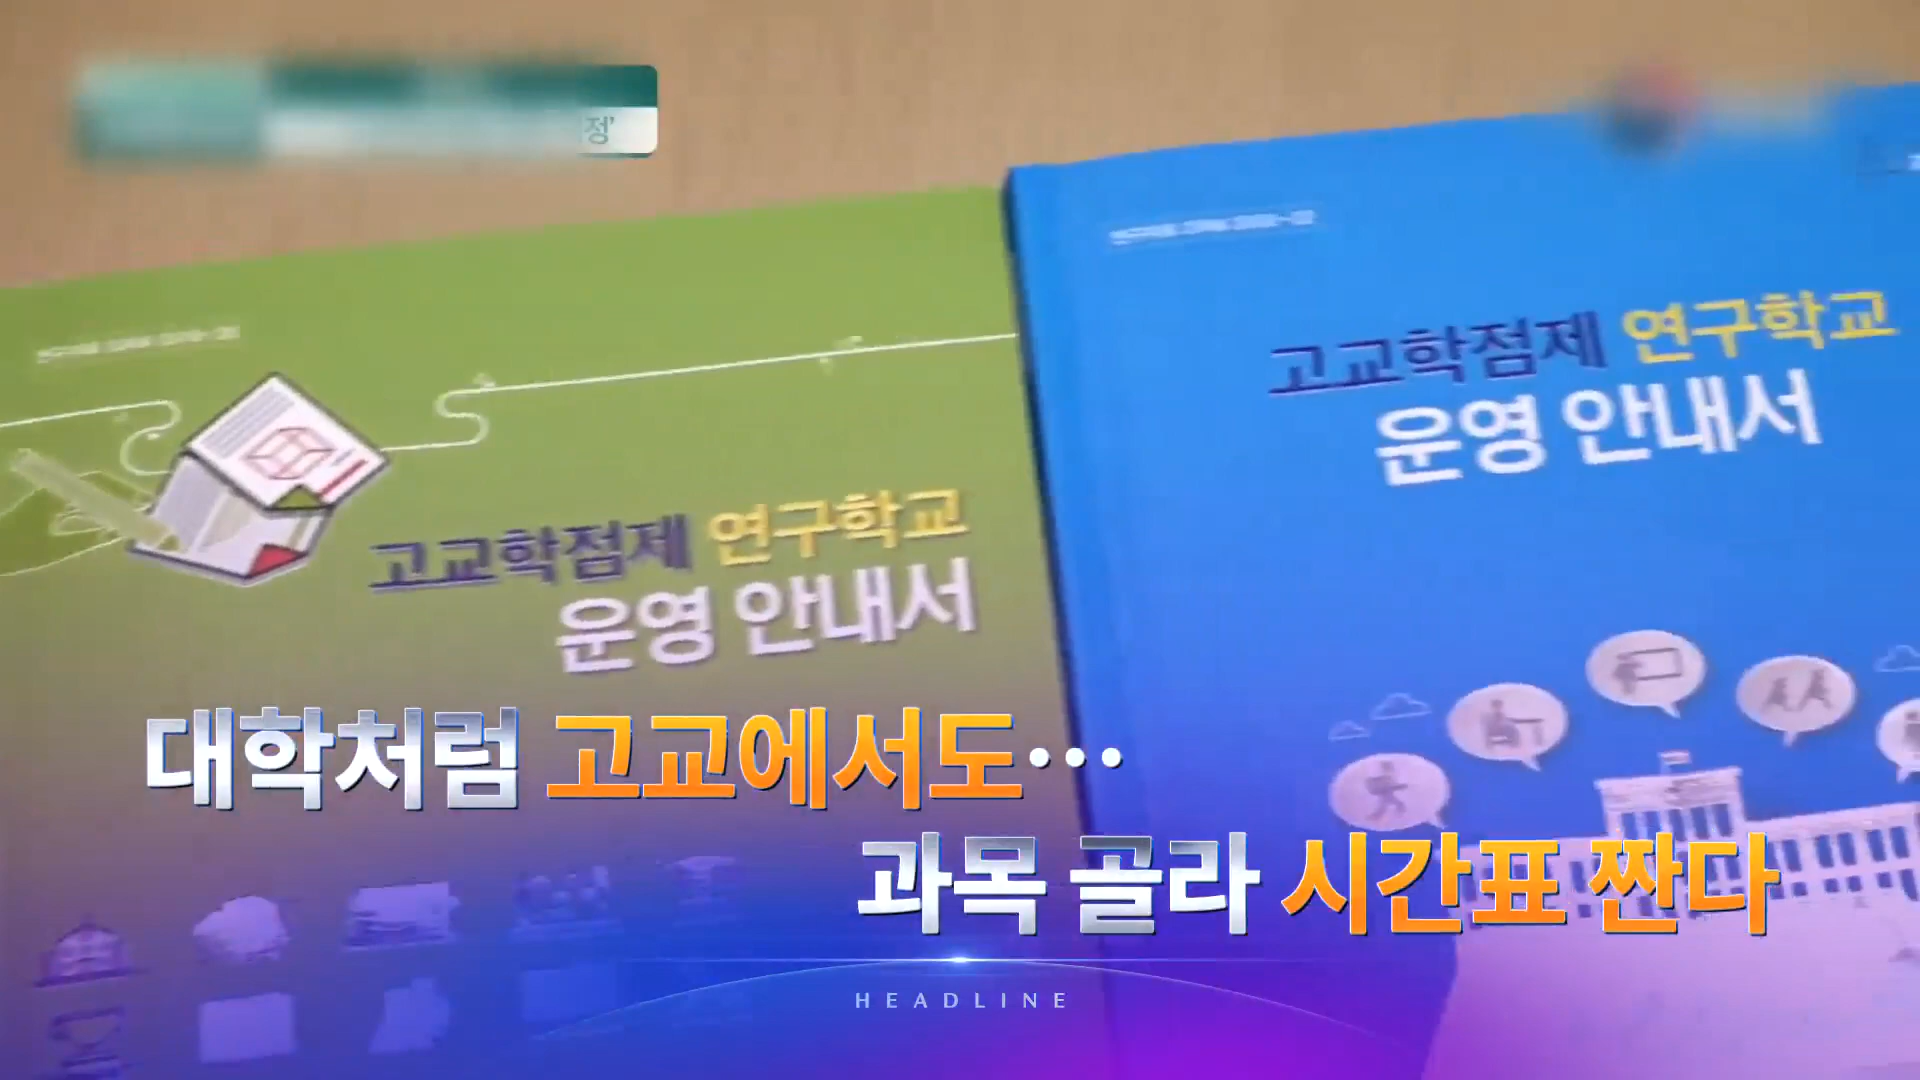 정’
고교학점제 연구학교
운영 안내서
고교학점제 연구학교
운영 안내서
대학처럼 고교에서도…
과목 골라 시간표 짠다
HEADLINE